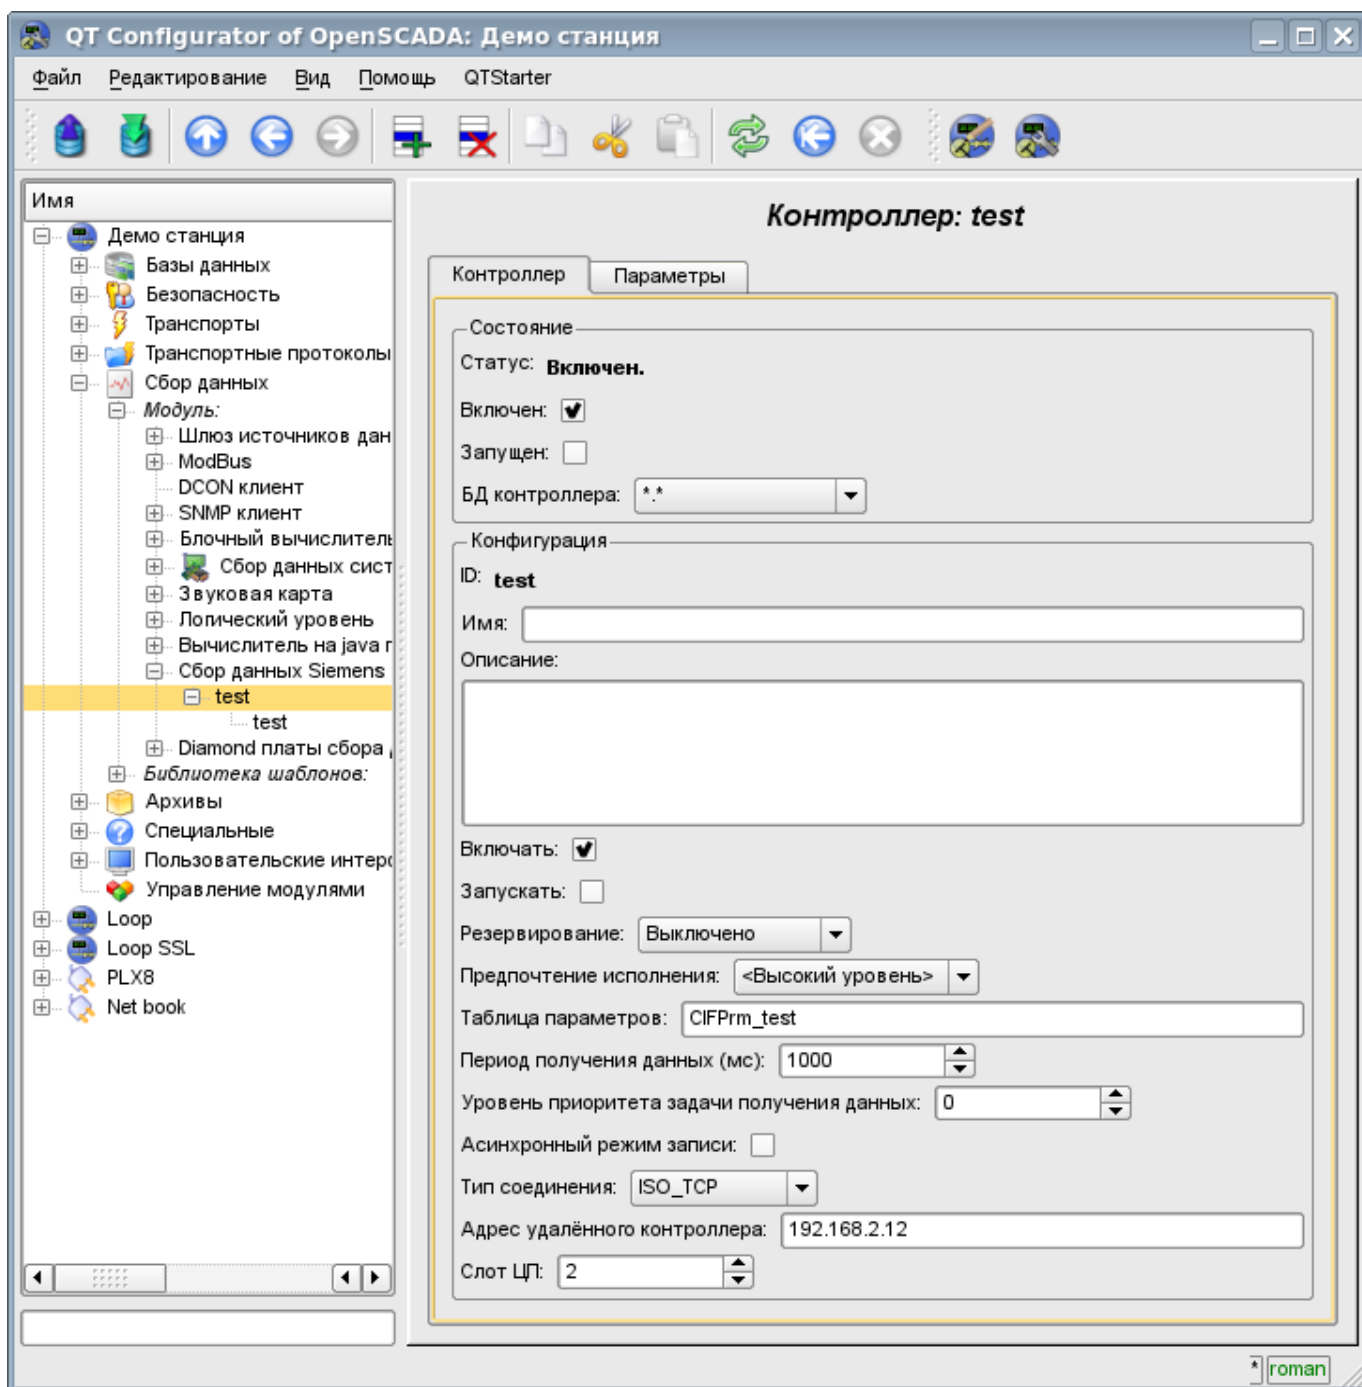 QT Configurator of OpenSCADA: Демо станция
Файл Редактирование Вид Помощь QTStarter
Имя
Демо станция
Базы данных
Безопасность
Транспорты
Транспортные протоколы
Сбор данных
Модуль:
Шлюз источников дан
ModBus
DCON клиент
SNMP клиент
Блочный вычислитель
Сбор данных сист
Звуковая карта
Логический уровень
Вычислитель на java
Сбор данных Siemens
test
test
Diamond платы сбора
Библиотека шаблонов:
Архивы
Специальные
Пользовательские интер
Управление модулями
Loop
Loop SSL
PLX8
Net book
Контроллер: test
Контроллер Параметры
Состояние
Статус: Включен.
Включен:
Запущен:
БД контроллера: *.*
Конфигурация
ID: test
Имя:
Описание:
Включать:
Запускать:
Резервирование: Выключено
Предпочтение исполнения: <Высокий уровень>
Таблица параметров: CIFPrm_test
Период получения данных (мс): 1000
Уровень приоритета задачи получения данных: 0
Асинхронный режим записи:
Тип соединения: ISO_TCP
Адрес удалённого контроллера: 192.168.2.12
Слот ЦП: 2
* roman